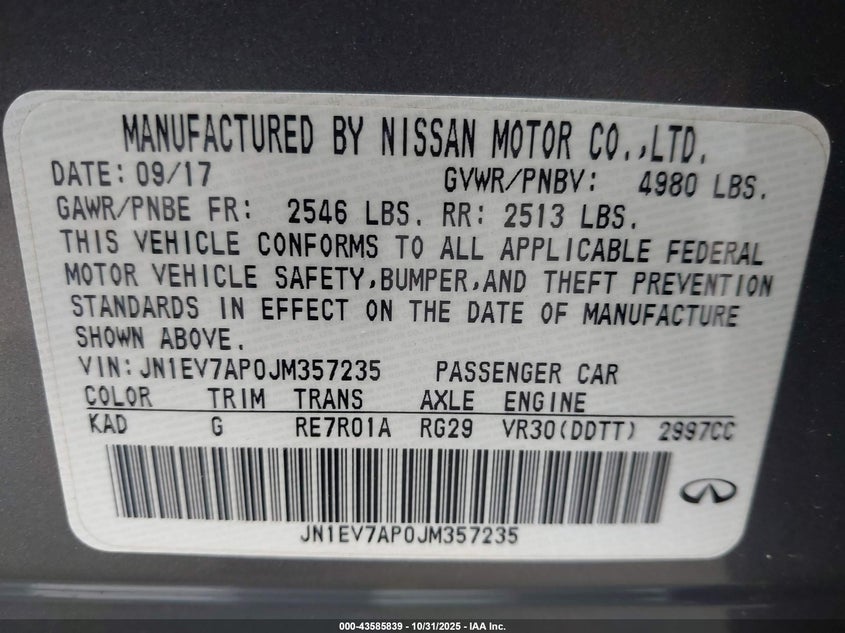 MANUFACTURED BY NISSAN MOTOR CO.,LTD.
DATE: 09/17 GVWR/PNBV: 4980 LBS.
GAWR/PNBE FR: 2546 LBS. RR: 2513 LBS.
THIS VEHICLE CONFORMS TO ALL APPLICABLE FEDERAL
MOTOR VEHICLE SAFETY,BUMPER,AND THEFT PREVENTION
STANDARDS IN EFFECT ON THE DATE OF MANUFACTURE
SHOWN ABOVE.
VIN:JN1EV7AP0JM357235 PASSENGER CAR
COLOR TRIM TRANS AXLE ENGINE
KAD G RE7R01A RG29 VR30(DDTT) 2997CC
JN1EV7AP0JM357235
000-43585839 - 10/31/2025 - IAA Inc.